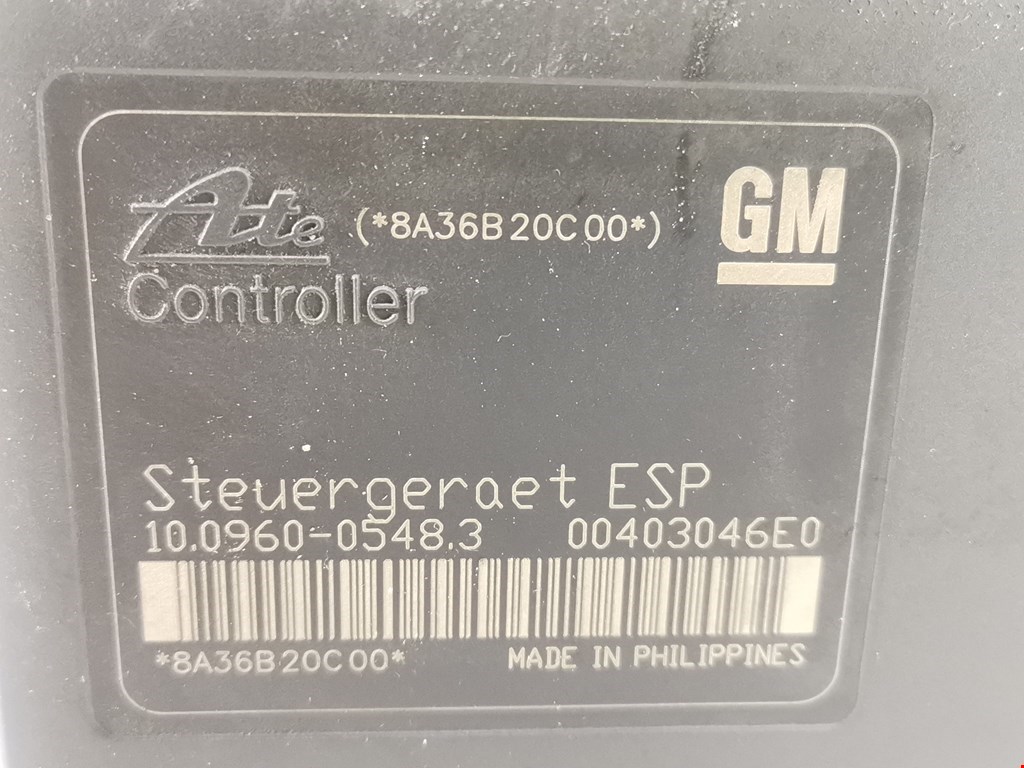 Ate (*8A36B20C00*) GM
Controller
Steuergeraet ESP
10.0960-0548.3 00403046E0
*8A36B20C00* MADE IN PHILIPPINES